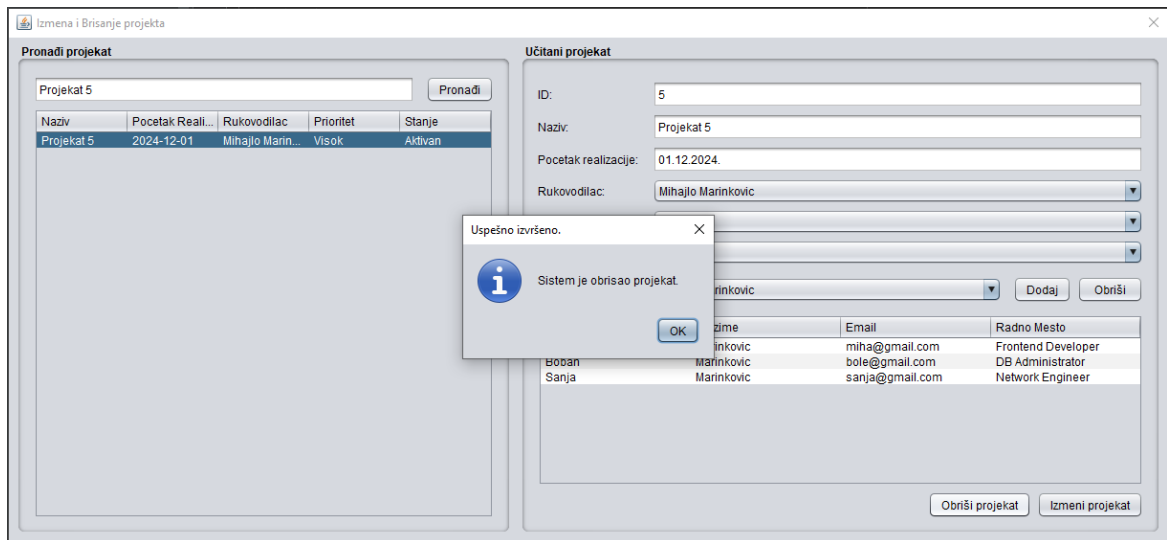 Izmena i Brisanje projekta
Pronađi projekat
Projekat 5
Pronađi
Naziv Pocetak Reali... Rukovodilac Prioritet Stanje
Projekat 5 2024-12-01 Mihajlo Marin... Visok Aktivan
Učitani projekat
ID: 5
Naziv: Projekat 5
Pocetak realizacije: 01.12.2024.
Rukovodilac: Mihajlo Marinkovic
Uspešno izvršeno.
Sistem je obrisao projekat.
OK
Dodaj Obriši
Email Radno Mesto
miha@gmail.com Frontend Developer
Boban Marinkovic bole@gmail.com DB Administrator
Sanja Marinkovic sanja@gmail.com Network Engineer
Obriši projekat Izmeni projekat